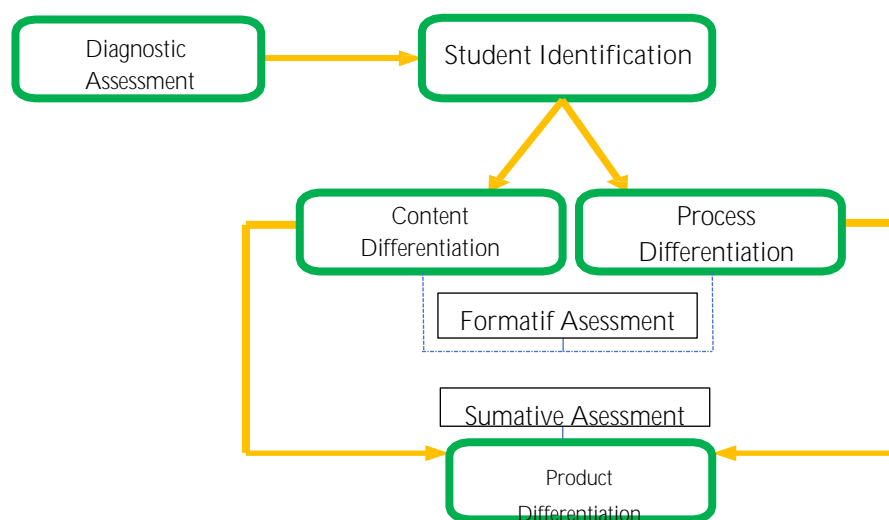 Diagnostic
Assessment
Student Identification
Content
Differentiation
Process
Differentiation
Formatif Asessment
Sumative Asessment
Product
Differentiation